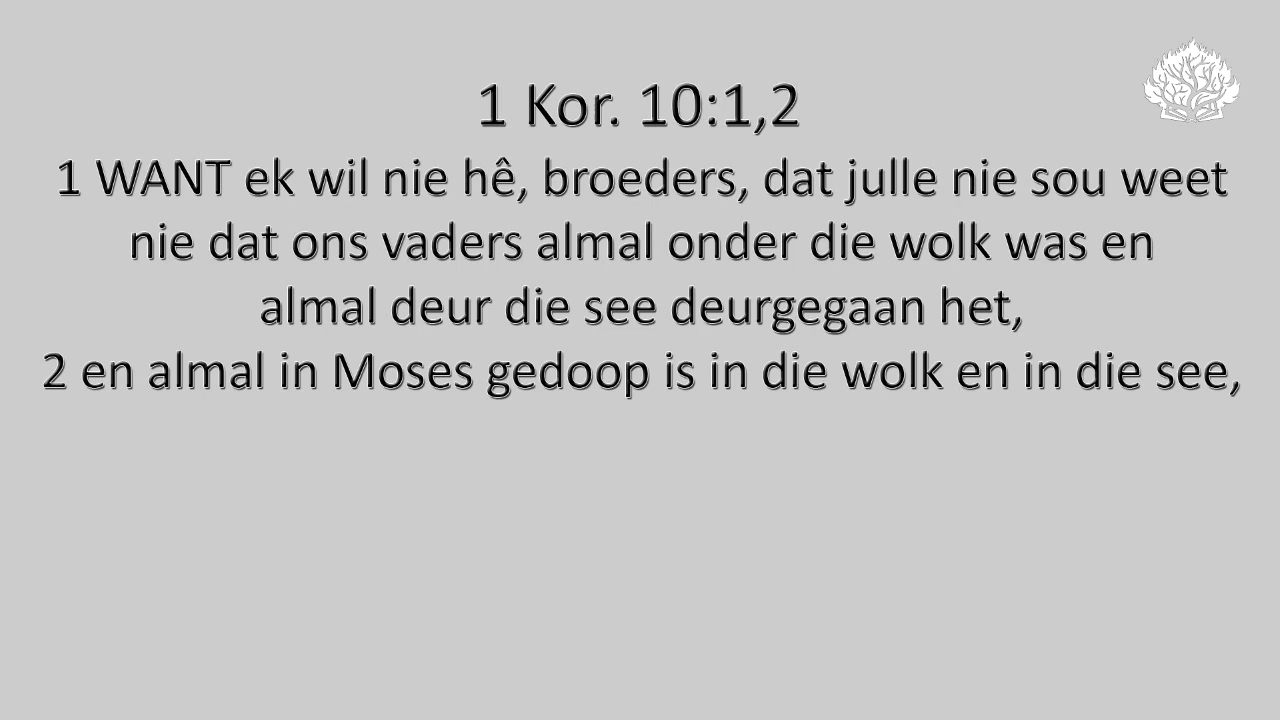 1 Kor. 10:1,2
1 WANT ek wil nie hê, broeders, dat julle nie sou weet
nie dat ons vaders almal onder die wolk was en
almal deur die see deurgegaan het,
2 en almal in Moses gedoop is in die wolk en in die see,